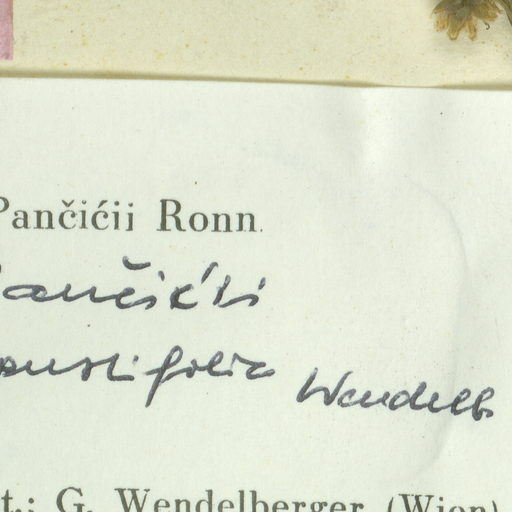 Pančićii Ronn.
Pančićii
angustifolia Wendelb
t.: G. Wendelberger (Wien)